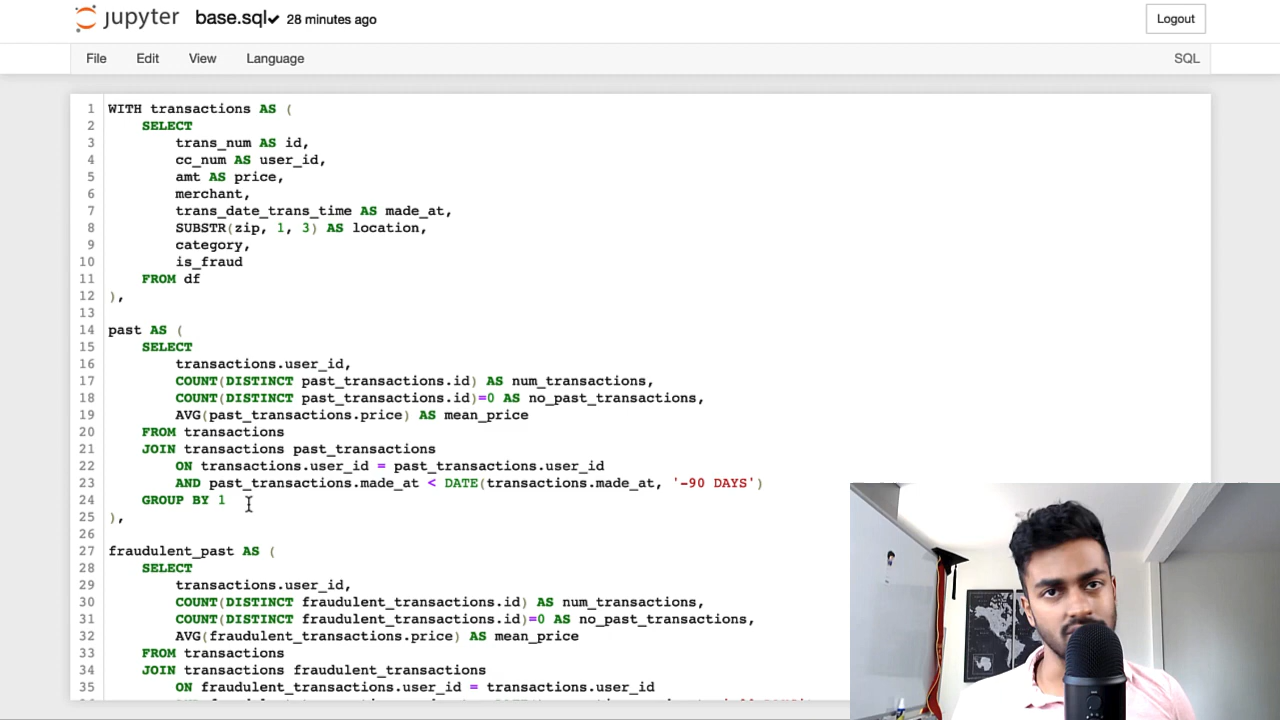 jupyter base.sql✔ 28 minutes ago
Logout
File Edit View Language SQL
1 WITH transactions AS (
2 SELECT
3 trans_num AS id,
4 cc_num AS user_id,
5 amt AS price,
6 merchant,
7 trans_date_trans_time AS made_at,
8 SUBSTR(zip, 1, 3) AS location,
9 category,
10 is_fraud
11 FROM df
12 ),
13
14 past AS (
15 SELECT
16 transactions.user_id,
17 COUNT(DISTINCT past_transactions.id) AS num_transactions,
18 COUNT(DISTINCT past_transactions.id)=0 AS no_past_transactions,
19 AVG(past_transactions.price) AS mean_price
20 FROM transactions
21 JOIN transactions past_transactions
22 ON transactions.user_id = past_transactions.user_id
23 AND past_transactions.made_at < DATE(transactions.made_at, '-90 DAYS')
24 GROUP BY 1
25 ),
26
27 fraudulent_past AS (
28 SELECT
29 transactions.user_id,
30 COUNT(DISTINCT fraudulent_transactions.id) AS num_transactions,
31 COUNT(DISTINCT fraudulent_transactions.id)=0 AS no_past_transactions,
32 AVG(fraudulent_transactions.price) AS mean_price
33 FROM transactions
34 JOIN transactions fraudulent_transactions
35 ON fraudulent_transactions.user_id = transactions.user_id